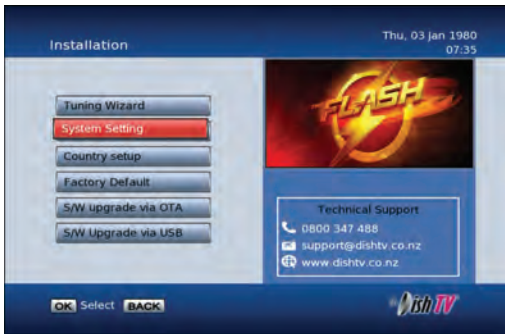 Installation
Thu, 03 Jan 1980
07:35
Tuning Wizard
System Setting
Country setup
Factory Default
S/W upgrade via OTA
S/W Upgrade via USB
FLASH
Technical Support
0800 347 488
support@dishtv.co.nz
www.dishtv.co.nz
OK Select BACK
Dish TV